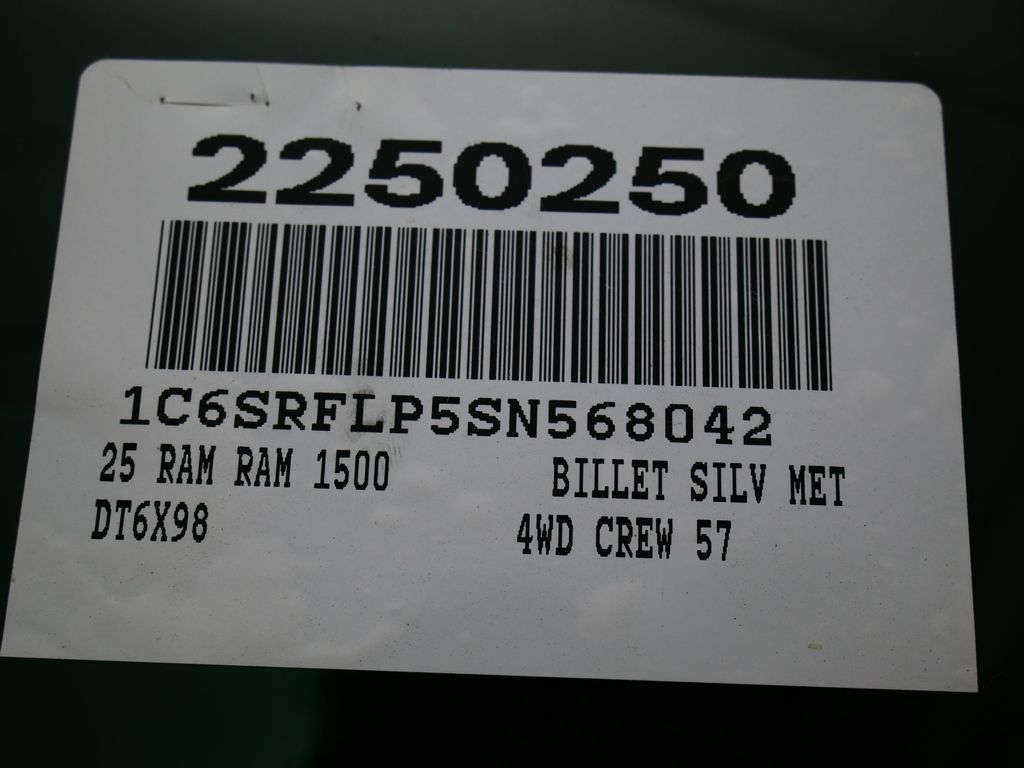 2250250
1C6SRFLP5SN568042
25 RAM RAM 1500 BILLET SILV MET
DT6X98 4WD CREW 57